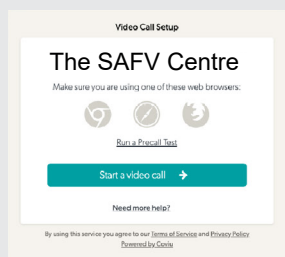 Video Call Setup
The SAFV Centre
Make sure you are using one of these web browsers:
Run a Precall Test
Start a video call →
Need more help?
By using this service you agree to our Terms of Service and Privacy Policy
Powered by Coviu